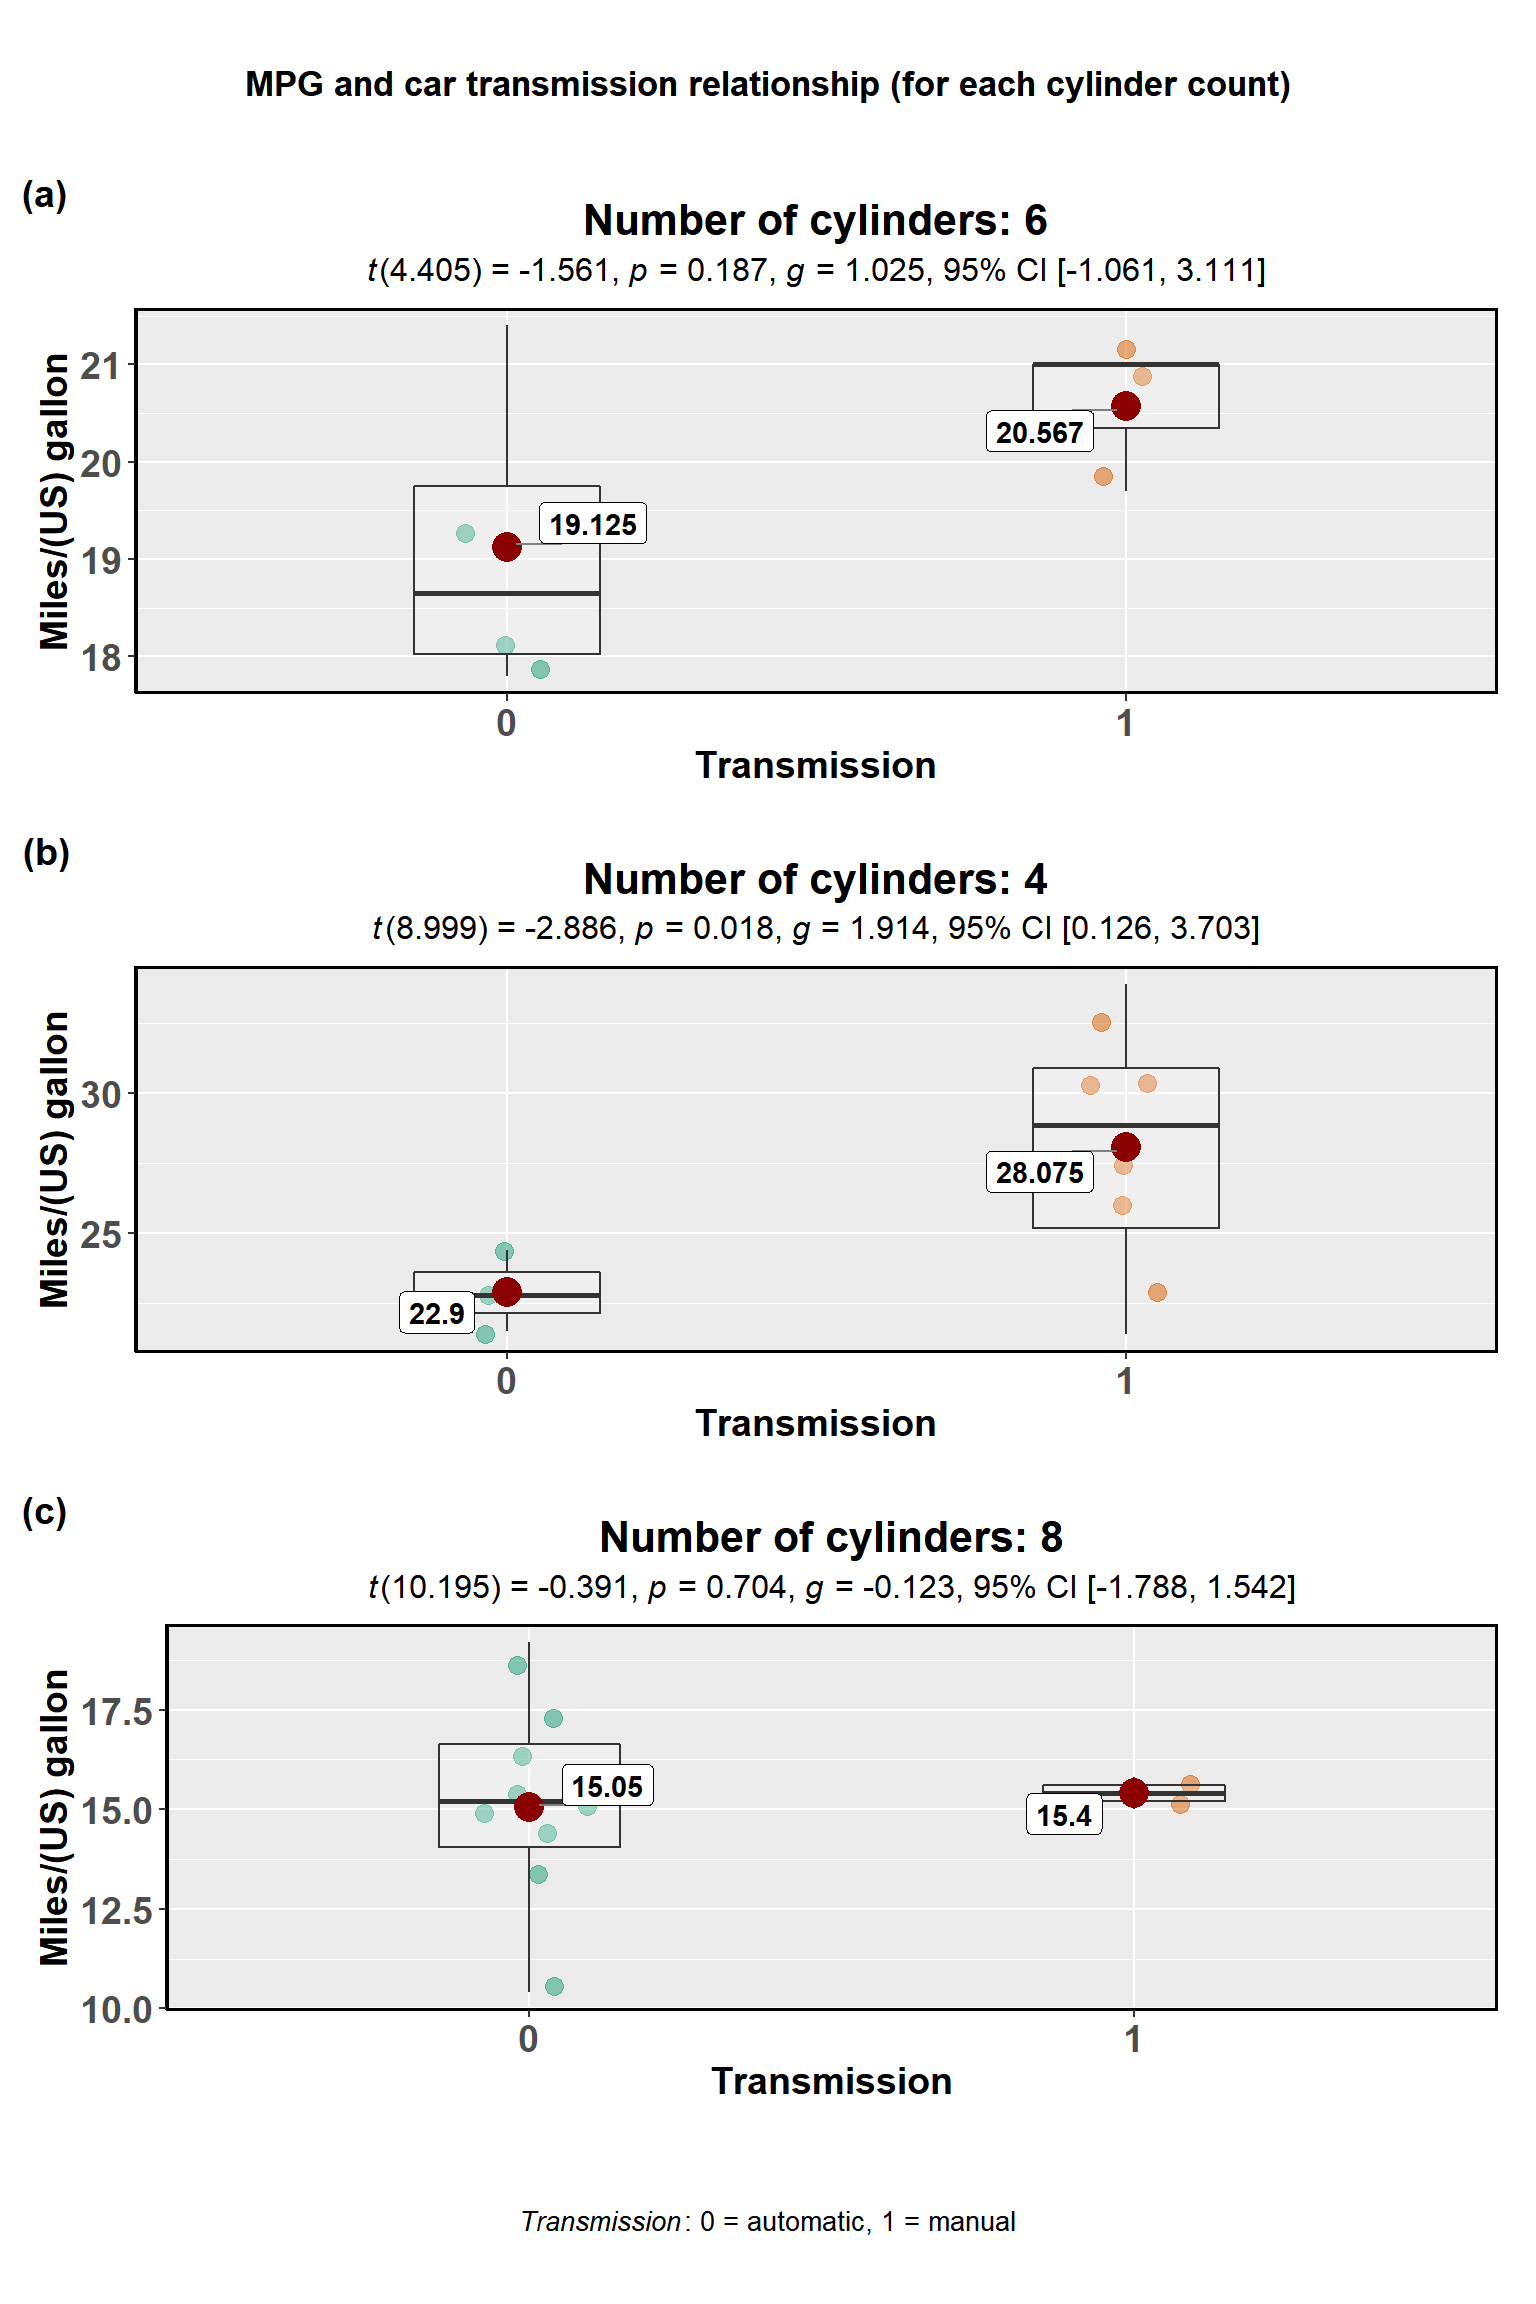 MPG and car transmission relationship (for each cylinder count)
(a)
Number of cylinders: 6
t(4.405) = -1.561, p = 0.187, g = 1.025, 95% CI [-1.061, 3.111]
Miles/(US) gallon
21
20
19
18
19.125
20.567
0
1
Transmission
(b)
Number of cylinders: 4
t(8.999) = -2.886, p = 0.018, g = 1.914, 95% CI [0.126, 3.703]
Miles/(US) gallon
30
25
22.9
28.075
0
1
Transmission
(c)
Number of cylinders: 8
t(10.195) = -0.391, p = 0.704, g = -0.123, 95% CI [-1.788, 1.542]
Miles/(US) gallon
17.5
15.0
12.5
10.0
15.05
15.4
0
1
Transmission
Transmission: 0 = automatic, 1 = manual